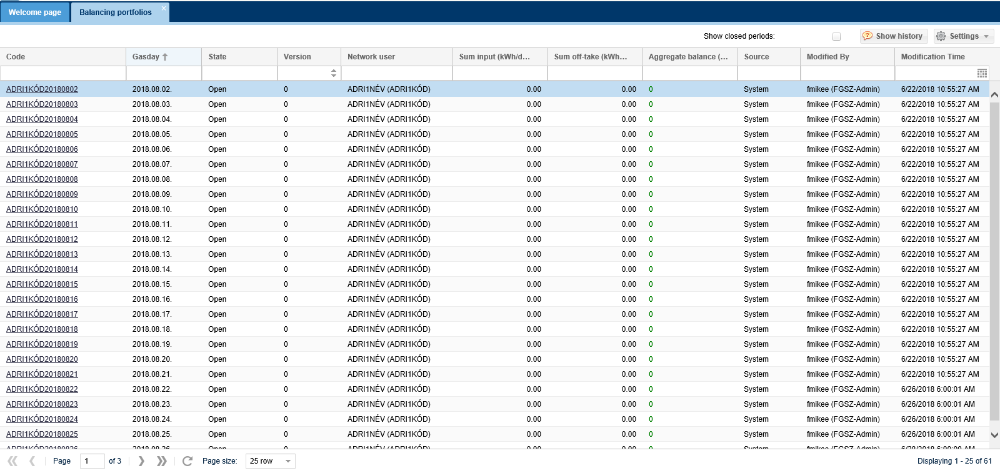 Welcome page Balancing portfolios
Show closed periods: Show history Settings
Code Gasday State Version Network user Sum input (kWh/d... Sum off-take (kWh... Aggregate balance (... Source Modified By Modification Time
ADRI1KÓD20180802 2018.08.02. Open 0 ADRI1NÉV (ADRI1KÓD) 0.00 0.00 0 System fmikee (FGSZ-Admin) 6/22/2018 10:55:27 AM
ADRI1KÓD20180803 2018.08.03. Open 0 ADRI1NÉV (ADRI1KÓD) 0.00 0.00 0 System fmikee (FGSZ-Admin) 6/22/2018 10:55:27 AM
ADRI1KÓD20180804 2018.08.04. Open 0 ADRI1NÉV (ADRI1KÓD) 0.00 0.00 0 System fmikee (FGSZ-Admin) 6/22/2018 10:55:27 AM
ADRI1KÓD20180805 2018.08.05. Open 0 ADRI1NÉV (ADRI1KÓD) 0.00 0.00 0 System fmikee (FGSZ-Admin) 6/22/2018 10:55:27 AM
ADRI1KÓD20180806 2018.08.06. Open 0 ADRI1NÉV (ADRI1KÓD) 0.00 0.00 0 System fmikee (FGSZ-Admin) 6/22/2018 10:55:27 AM
ADRI1KÓD20180807 2018.08.07. Open 0 ADRI1NÉV (ADRI1KÓD) 0.00 0.00 0 System fmikee (FGSZ-Admin) 6/22/2018 10:55:27 AM
ADRI1KÓD20180808 2018.08.08. Open 0 ADRI1NÉV (ADRI1KÓD) 0.00 0.00 0 System fmikee (FGSZ-Admin) 6/22/2018 10:55:27 AM
ADRI1KÓD20180809 2018.08.09. Open 0 ADRI1NÉV (ADRI1KÓD) 0.00 0.00 0 System fmikee (FGSZ-Admin) 6/22/2018 10:55:27 AM
ADRI1KÓD20180810 2018.08.10. Open 0 ADRI1NÉV (ADRI1KÓD) 0.00 0.00 0 System fmikee (FGSZ-Admin) 6/22/2018 10:55:27 AM
ADRI1KÓD20180811 2018.08.11. Open 0 ADRI1NÉV (ADRI1KÓD) 0.00 0.00 0 System fmikee (FGSZ-Admin) 6/22/2018 10:55:27 AM
ADRI1KÓD20180812 2018.08.12. Open 0 ADRI1NÉV (ADRI1KÓD) 0.00 0.00 0 System fmikee (FGSZ-Admin) 6/22/2018 10:55:27 AM
ADRI1KÓD20180813 2018.08.13. Open 0 ADRI1NÉV (ADRI1KÓD) 0.00 0.00 0 System fmikee (FGSZ-Admin) 6/22/2018 10:55:27 AM
ADRI1KÓD20180814 2018.08.14. Open 0 ADRI1NÉV (ADRI1KÓD) 0.00 0.00 0 System fmikee (FGSZ-Admin) 6/22/2018 10:55:27 AM
ADRI1KÓD20180815 2018.08.15. Open 0 ADRI1NÉV (ADRI1KÓD) 0.00 0.00 0 System fmikee (FGSZ-Admin) 6/22/2018 10:55:27 AM
ADRI1KÓD20180816 2018.08.16. Open 0 ADRI1NÉV (ADRI1KÓD) 0.00 0.00 0 System fmikee (FGSZ-Admin) 6/22/2018 10:55:27 AM
ADRI1KÓD20180817 2018.08.17. Open 0 ADRI1NÉV (ADRI1KÓD) 0.00 0.00 0 System fmikee (FGSZ-Admin) 6/22/2018 10:55:27 AM
ADRI1KÓD20180818 2018.08.18. Open 0 ADRI1NÉV (ADRI1KÓD) 0.00 0.00 0 System fmikee (FGSZ-Admin) 6/22/2018 10:55:27 AM
ADRI1KÓD20180819 2018.08.19. Open 0 ADRI1NÉV (ADRI1KÓD) 0.00 0.00 0 System fmikee (FGSZ-Admin) 6/22/2018 10:55:27 AM
ADRI1KÓD20180820 2018.08.20. Open 0 ADRI1NÉV (ADRI1KÓD) 0.00 0.00 0 System fmikee (FGSZ-Admin) 6/22/2018 10:55:27 AM
ADRI1KÓD20180821 2018.08.21. Open 0 ADRI1NÉV (ADRI1KÓD) 0.00 0.00 0 System fmikee (FGSZ-Admin) 6/22/2018 10:55:27 AM
ADRI1KÓD20180822 2018.08.22. Open 0 ADRI1NÉV (ADRI1KÓD) 0.00 0.00 0 System fmikee (FGSZ-Admin) 6/26/2018 6:00:01 AM
ADRI1KÓD20180823 2018.08.23. Open 0 ADRI1NÉV (ADRI1KÓD) 0.00 0.00 0 System fmikee (FGSZ-Admin) 6/26/2018 6:00:01 AM
ADRI1KÓD20180824 2018.08.24. Open 0 ADRI1NÉV (ADRI1KÓD) 0.00 0.00 0 System fmikee (FGSZ-Admin) 6/26/2018 6:00:01 AM
ADRI1KÓD20180825 2018.08.25. Open 0 ADRI1NÉV (ADRI1KÓD) 0.00 0.00 0 System fmikee (FGSZ-Admin) 6/26/2018 6:00:01 AM
Page 1 of 3 Page size: 25 row Displaying 1 - 25 of 61